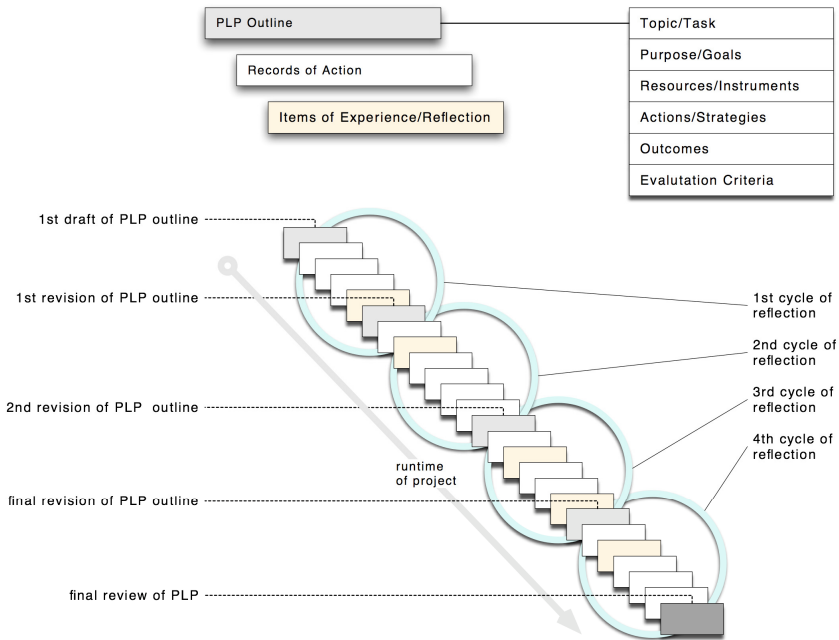 PLP Outline
Records of Action
Items of Experience/Reflection
Topic/Task
Purpose/Goals
Resources/Instruments
Actions/Strategies
Outcomes
Evalutation Criteria
1st draft of PLP outline
1st revision of PLP outline
2nd revision of PLP outline
final revision of PLP outline
final review of PLP
runtime
of project
1st cycle of
reflection
2nd cycle of
reflection
3rd cycle of
reflection
4th cycle of
reflection